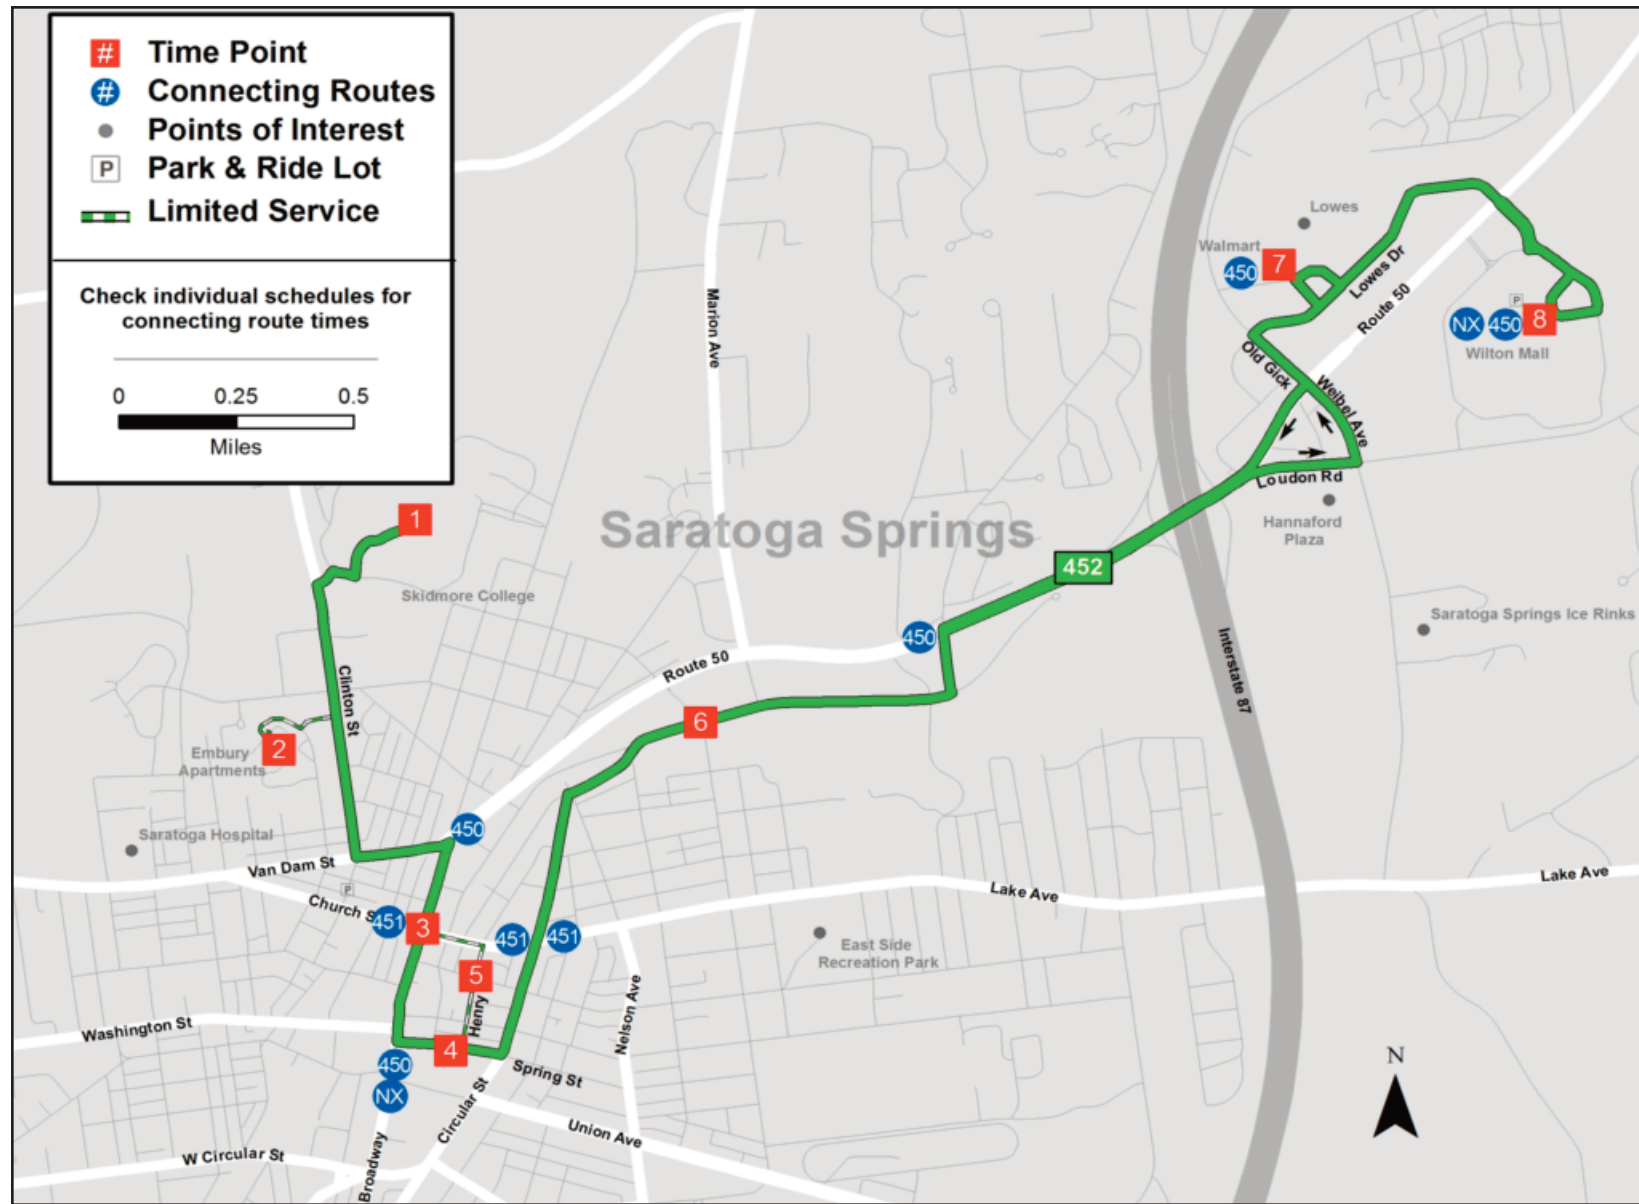 # Time Point
# Connecting Routes
Points of Interest
P Park & Ride Lot
Limited Service
Check individual schedules for
connecting route times
0 0.25 0.5
Miles
Marion Ave
Lowes
Walmart
450 7
Lowes Dr
Route 50
P
NX 450 8
Wilton Mall
Old Gick
Weibel Ave
Loudon Rd
Hannaford
Plaza
1
Saratoga Springs
452
Skidmore College
Saratoga Springs Ice Rinks
450
Route 50
Interstate 87
Clinton St
6
2
Embury
Apartments
450
Saratoga Hospital
Van Dam St
P
Lake Ave
Lake Ave
Church S
451 3
451
451
East Side
Recreation Park
5
Henry
Nelson Ave
Washington St
4
450
NX
Spring St
N
Circular St
Union Ave
W Circular St
Broadway